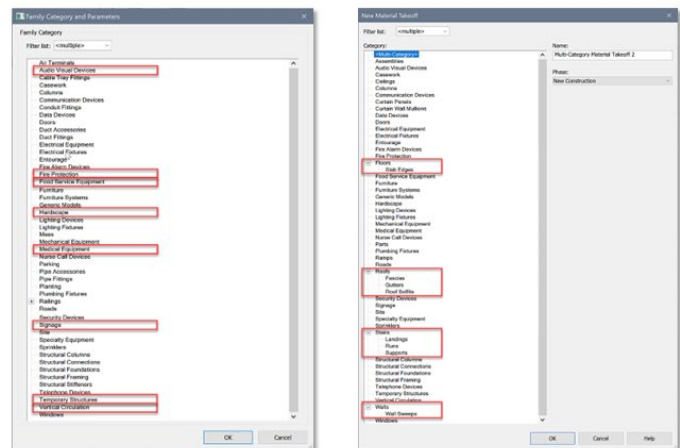 Family Category and Parameters
Family Category
Filter list: <multiple>
Air Terminals
Audio Visual Devices
Cable Tray Fittings
Casework
Columns
Communication Devices
Conduit Fittings
Data Devices
Doors
Duct Accessories
Duct Fittings
Electrical Equipment
Electrical Fixtures
Entourage
Fire Alarm Devices
Fire Protection
Food Service Equipment
Furniture
Furniture Systems
Generic Models
Hardscape
Lighting Devices
Lighting Fixtures
Mass
Mechanical Equipment
Medical Equipment
Nurse Call Devices
Parking
Pipe Accessories
Pipe Fittings
Planting
Plumbing Fixtures
Railings
Roads
Security Devices
Signage
Site
Specialty Equipment
Sprinklers
Structural Columns
Structural Connections
Structural Foundations
Structural Framing
Structural Stiffeners
Telephone Devices
Temporary Structures
Vertical Circulation
Windows
OK
Cancel
New Material Takeoff
Filter list: <multiple>
Category:
<Multi-Category>
Assemblies
Audio Visual Devices
Casework
Ceilings
Columns
Communication Devices
Curtain Panels
Curtain Wall Mullions
Data Devices
Doors
Electrical Equipment
Electrical Fixtures
Entourage
Fire Alarm Devices
Fire Protection
Floors
Slab Edges
Food Service Equipment
Furniture
Furniture Systems
Generic Models
Hardscape
Lighting Devices
Lighting Fixtures
Mechanical Equipment
Medical Equipment
Nurse Call Devices
Parts
Plumbing Fixtures
Ramps
Roads
Roofs
Fascias
Gutters
Roof Soffits
Security Devices
Signage
Site
Specialty Equipment
Sprinklers
Stairs
Landings
Runs
Supports
Structural Columns
Structural Connections
Structural Foundations
Structural Framing
Telephone Devices
Temporary Structures
Vertical Circulation
Walls
Wall Sweeps
Windows
Name:
Multi-Category Material Takeoff 2
Phase:
New Construction
OK
Cancel
Help